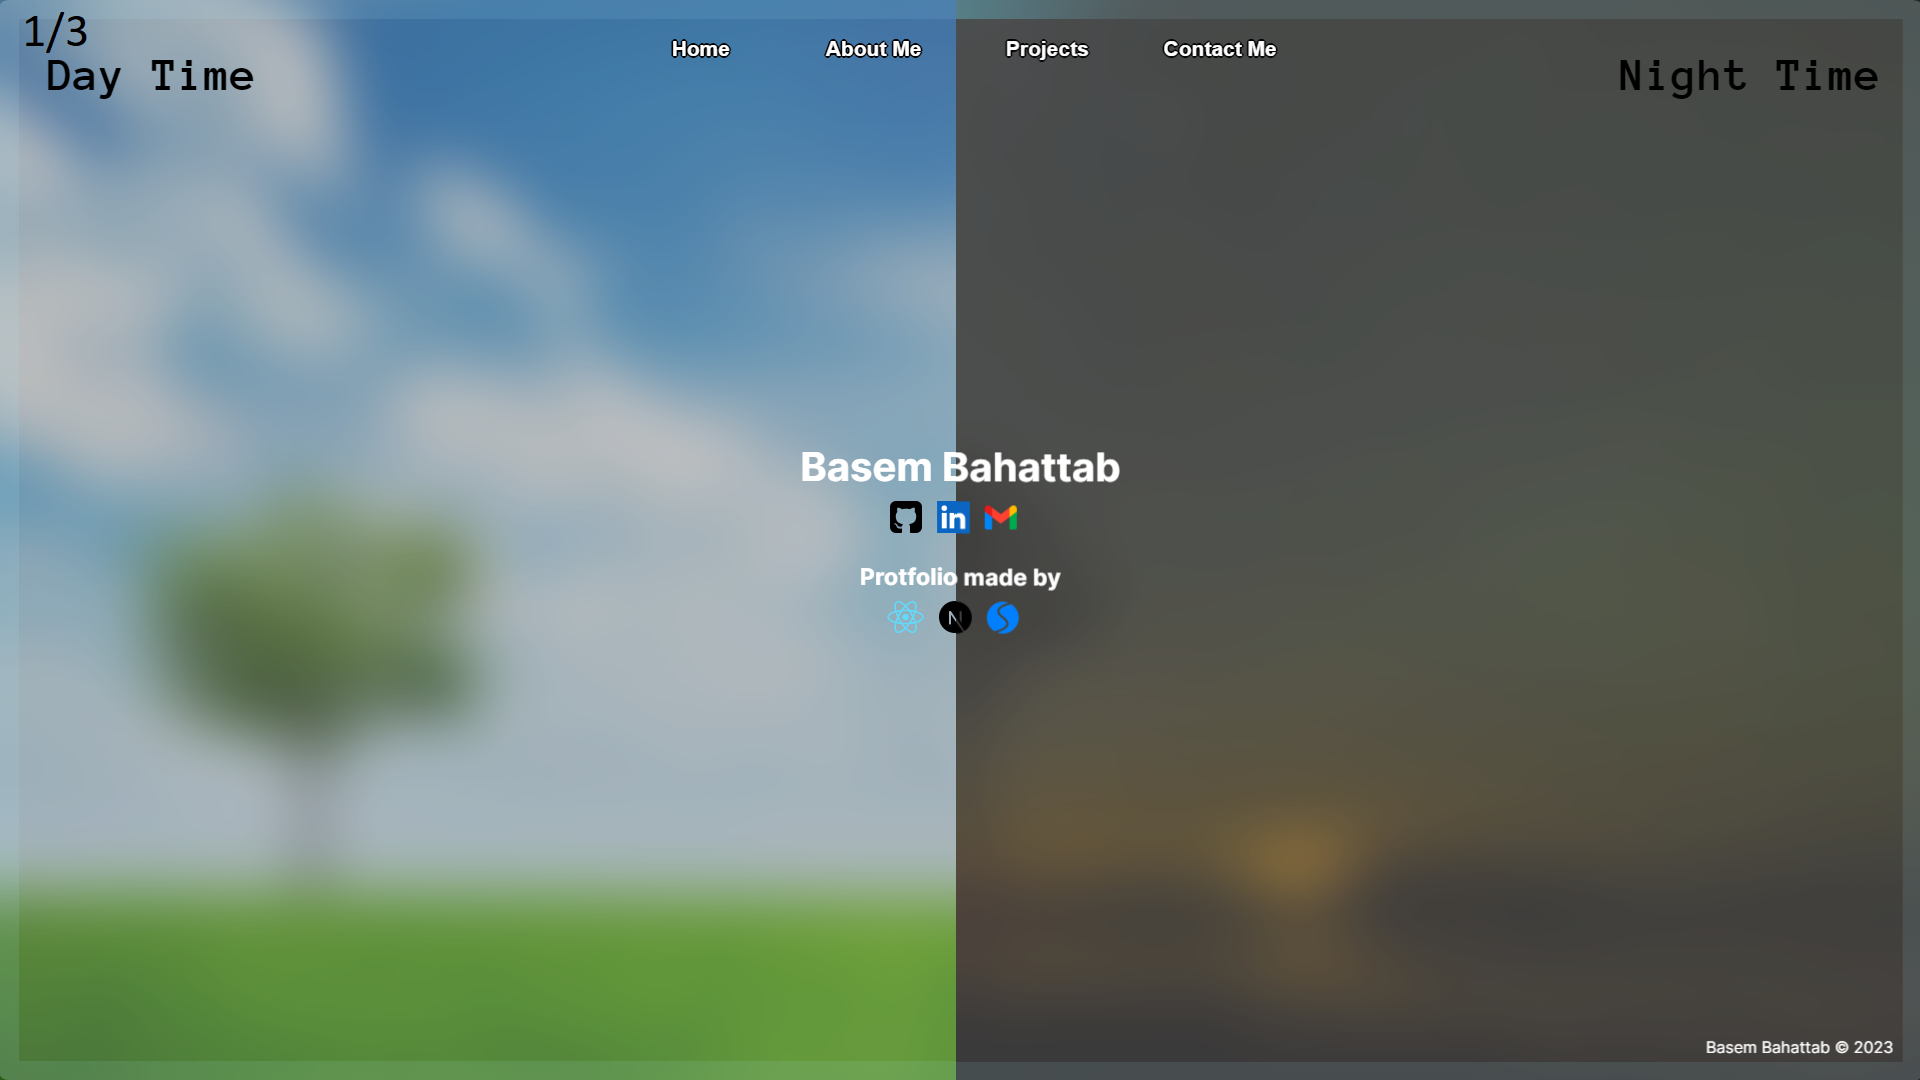 1/3
Home About Me Projects Contact Me
Day Time Night Time
Basem Bahattab
in
Protfolio made by
N
Basem Bahattab © 2023